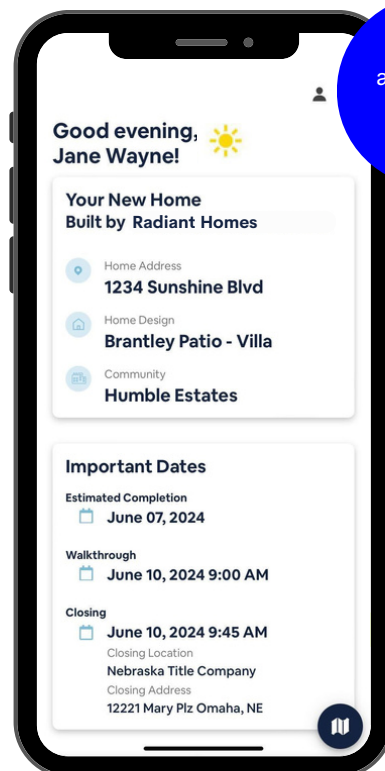 Good evening,
Jane Wayne!
Your New Home
Built by Radiant Homes
Home Address
1234 Sunshine Blvd
Home Design
Brantley Patio - Villa
Community
Humble Estates
Important Dates
Estimated Completion
June 07, 2024
Walkthrough
June 10, 2024 9:00 AM
Closing
June 10, 2024 9:45 AM
Closing Location
Nebraska Title Company
Closing Address
12221 Mary Plz Omaha, NE